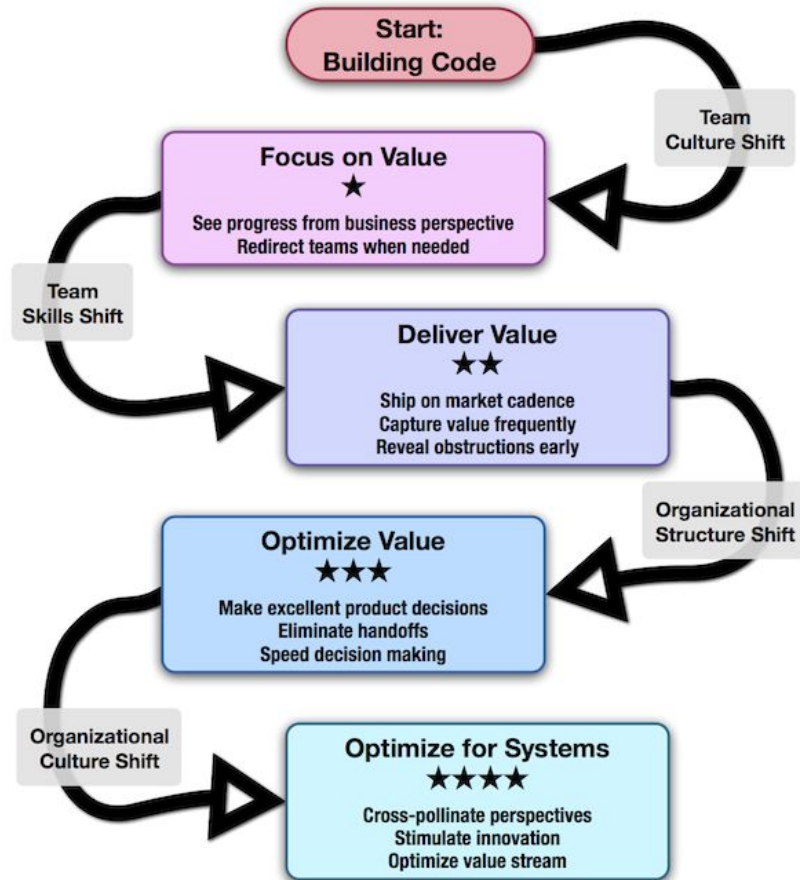 Start:
Building Code
Team
Culture Shift
Focus on Value
★
See progress from business perspective
Redirect teams when needed
Team
Skills Shift
Deliver Value
★★
Ship on market cadence
Capture value frequently
Reveal obstructions early
Organizational
Structure Shift
Optimize Value
★★★
Make excellent product decisions
Eliminate handoffs
Speed decision making
Organizational
Culture Shift
Optimize for Systems
★★★★
Cross-pollinate perspectives
Stimulate innovation
Optimize value stream